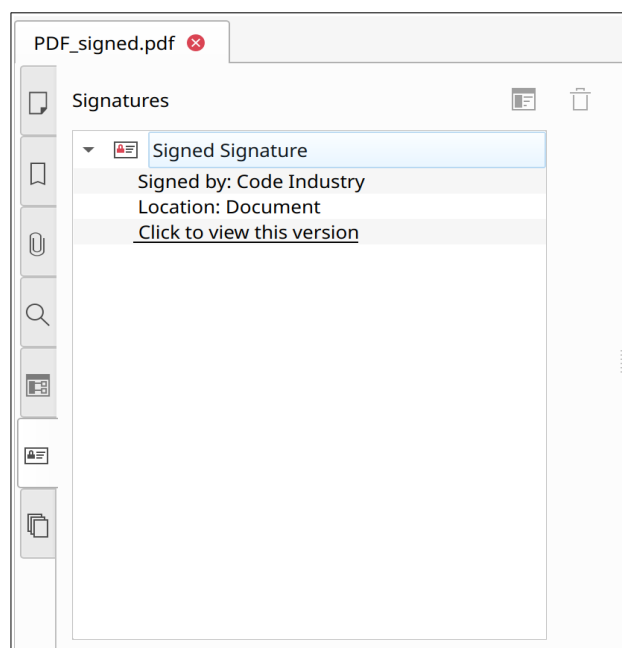 PDF_signed.pdf
Signatures
Signed Signature
Signed by: Code Industry
Location: Document
Click to view this version